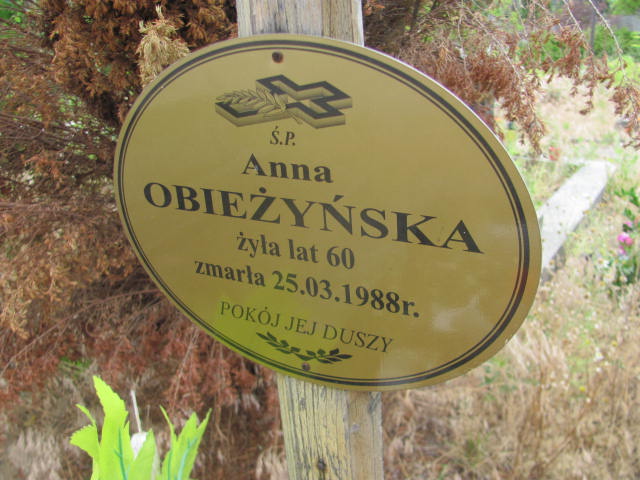 Ś.P.
Anna
OBIEŻYŃSKA
żyła lat 60
zmarła 25.03.1988r.
POKÓJ JEJ DUSZY